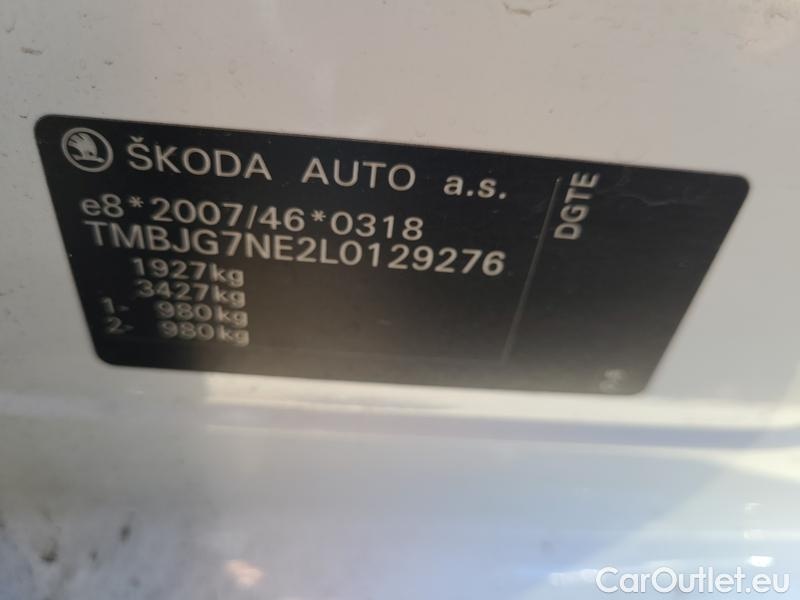 ŠKODA AUTO a.s.
e8*2007/46*0318
TMBJG7NE2L0129276
1927kg
3427kg
1- 980kg
2- 980kg
DGTE
CarOutlet.eu